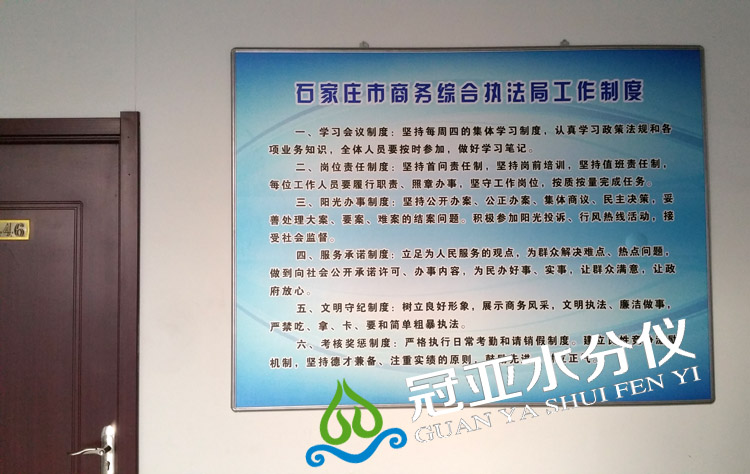 石家庄市商务综合执法局工作制度
一、学习会议制度：坚持每周四的集体学习制度，认真学习政策法规和各
项业务知识，全体人员要按时参加，做好学习笔记。
二、岗位责任制度：坚持首问责任制，坚持岗前培训，坚持值班责任制，
每位工作人员要履行职责、照章办事，坚守工作岗位，按质按量完成任务。
三、阳光办事制度：坚持公开办案、公正办案、集体商议、民主决策，妥
善处理大案、要案、难案的结案问题。积极参加阳光投诉、行风热线活动，接
受社会监督。
四、服务承诺制度：立足为人民服务的观点，为群众解决难点、热点问题，
做到向社会公开承诺许可、办事内容，为民办好事、实事，让群众满意，让政
府放心。
五、文明守纪制度：树立良好形象，展示商务风采，文明执法、廉洁做事，
严禁吃、拿、卡、要和简单粗暴执法。
六、考核奖惩制度：严格执行日常考勤和请销假制度。建立
机制，坚持德才兼备、注重实绩的原则，
46
冠亚水分仪
GUAN YA SHUI FEN YI